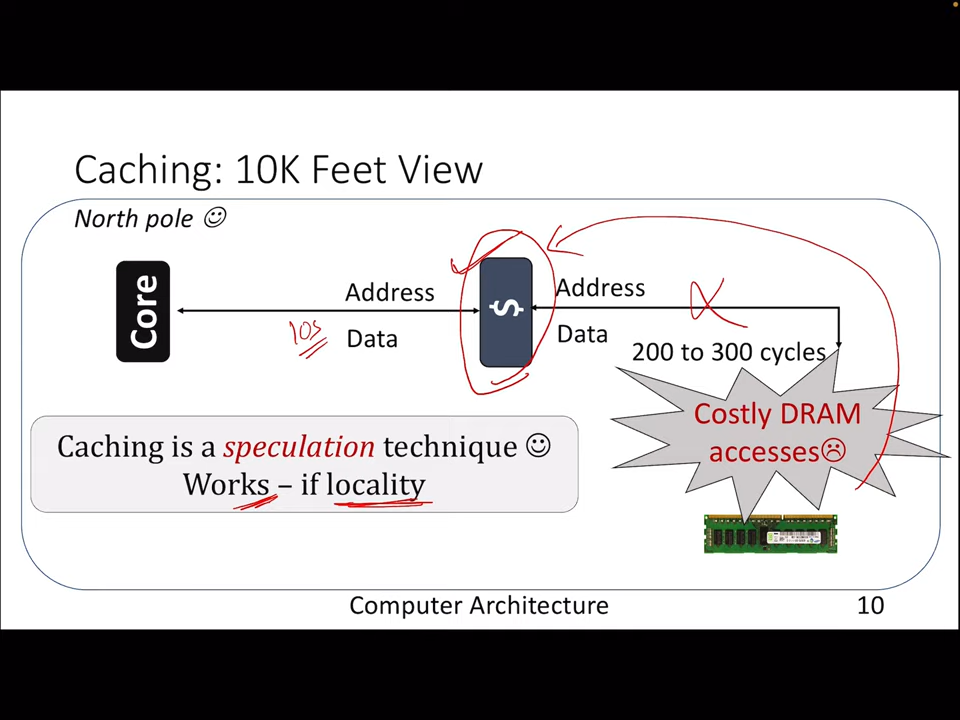 Caching: 10K Feet View
North pole ☺
Core
Address
10s
Data
$
Address
Data
200 to 300 cycles
Costly DRAM
accesses☹
Caching is a speculation technique ☺
Works – if locality
Computer Architecture
10